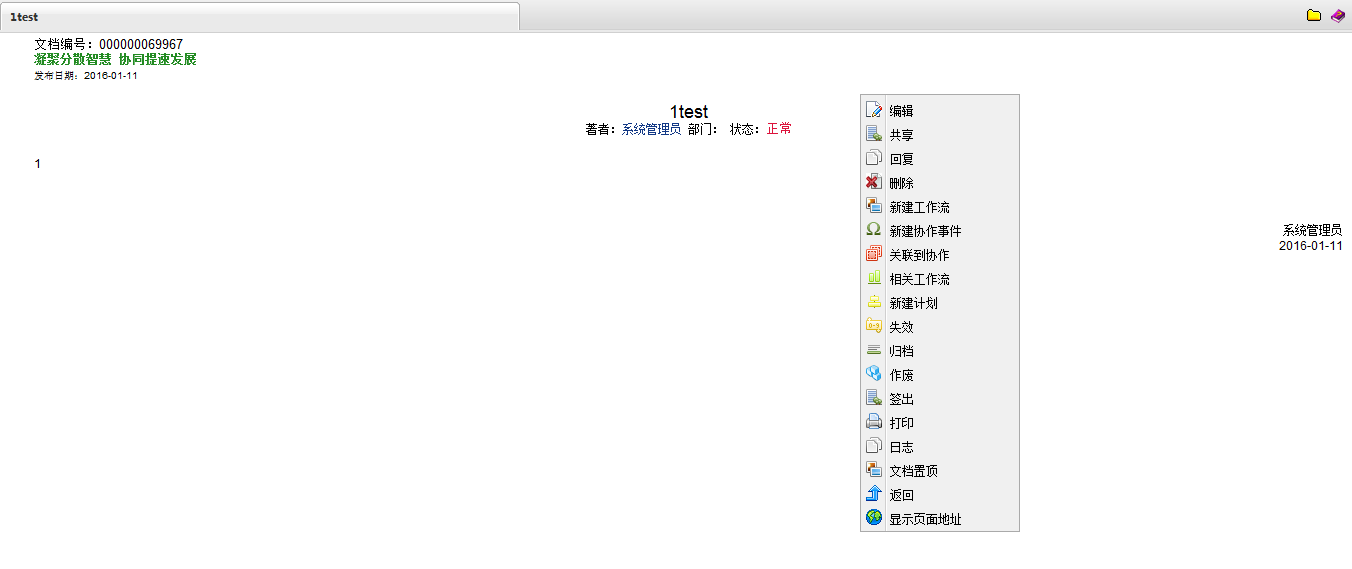 1test
文档编号：000000069967
凝聚分散智慧 协同提速发展
发布日期：2016-01-11
1test
著者：系统管理员 部门： 状态：正常
1
系统管理员
2016-01-11
编辑
共享
回复
删除
新建工作流
新建协作事件
关联到协作
相关工作流
新建计划
失效
归档
作废
签出
打印
日志
文档置顶
返回
显示页面地址